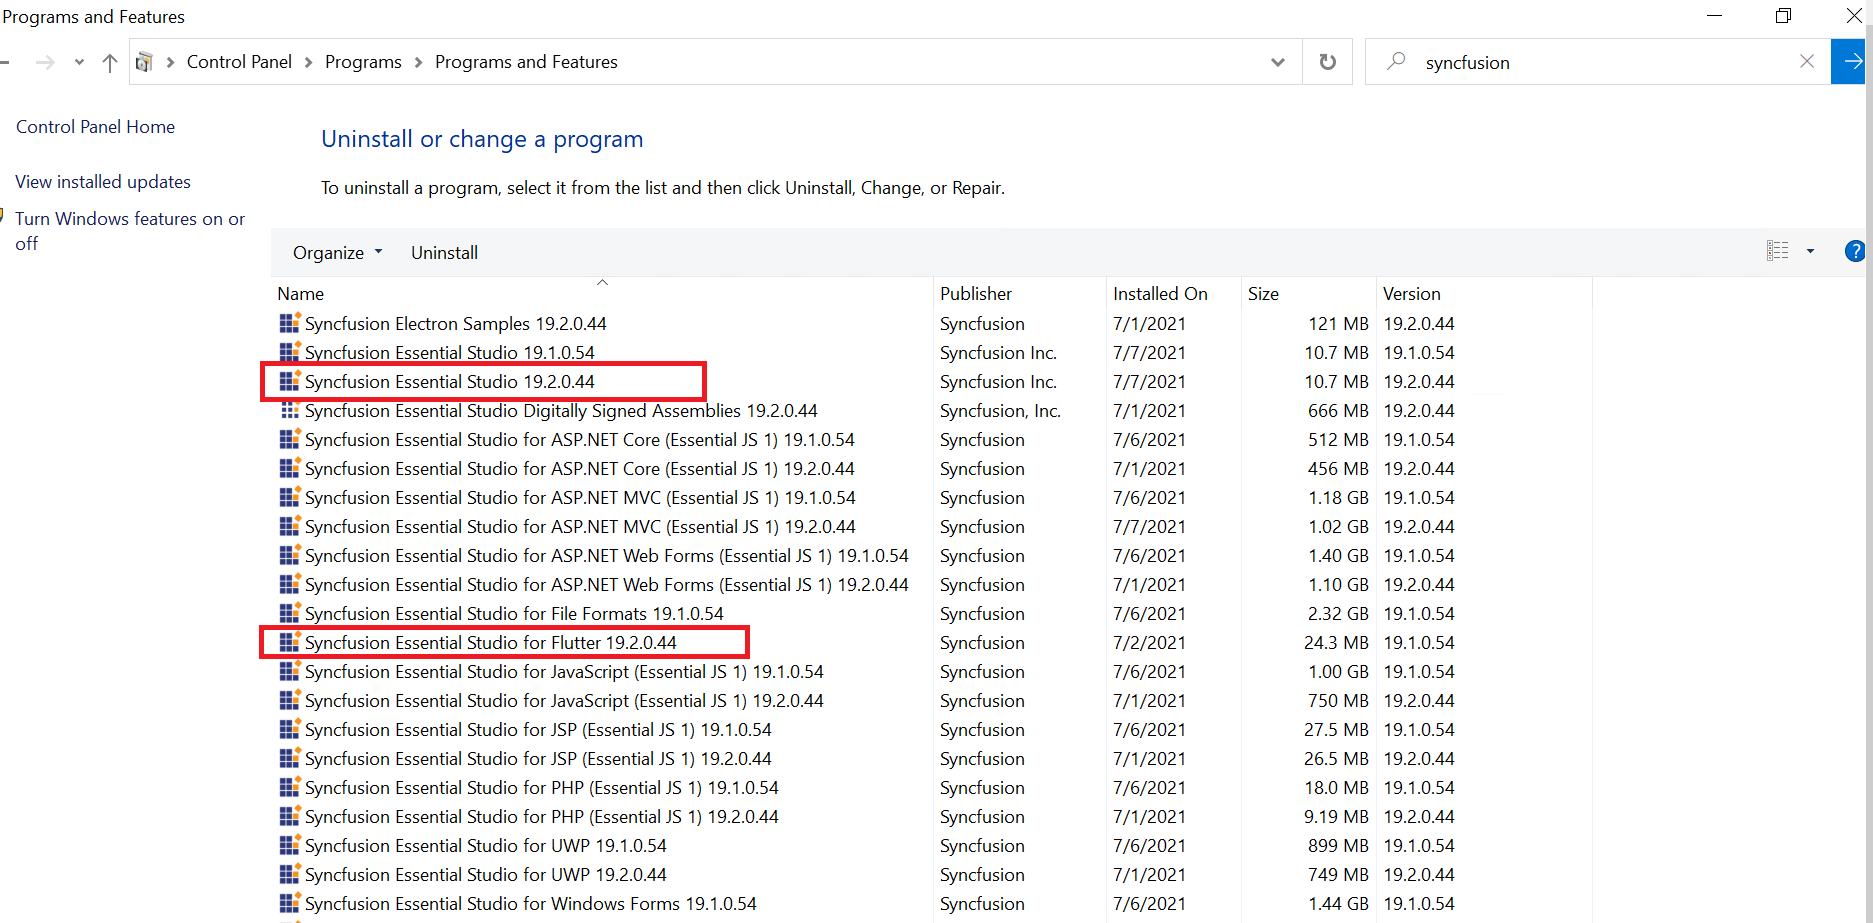 Programs and Features
Control Panel Programs Programs and Features
syncfusion
Control Panel Home
View installed updates
Turn Windows features on or
off
Uninstall or change a program
To uninstall a program, select it from the list and then click Uninstall, Change, or Repair.
Organize Uninstall
?
Name Publisher Installed On Size Version
Syncfusion Electron Samples 19.2.0.44 Syncfusion 7/1/2021 121 MB 19.2.0.44
Syncfusion Essential Studio 19.1.0.54 Syncfusion Inc. 7/7/2021 10.7 MB 19.1.0.54
Syncfusion Essential Studio 19.2.0.44 Syncfusion Inc. 7/7/2021 10.7 MB 19.2.0.44
Syncfusion Essential Studio Digitally Signed Assemblies 19.2.0.44 Syncfusion, Inc. 7/1/2021 666 MB 19.2.0.44
Syncfusion Essential Studio for ASP.NET Core (Essential JS 1) 19.1.0.54 Syncfusion 7/6/2021 512 MB 19.1.0.54
Syncfusion Essential Studio for ASP.NET Core (Essential JS 1) 19.2.0.44 Syncfusion 7/1/2021 456 MB 19.2.0.44
Syncfusion Essential Studio for ASP.NET MVC (Essential JS 1) 19.1.0.54 Syncfusion 7/6/2021 1.18 GB 19.1.0.54
Syncfusion Essential Studio for ASP.NET MVC (Essential JS 1) 19.2.0.44 Syncfusion 7/7/2021 1.02 GB 19.2.0.44
Syncfusion Essential Studio for ASP.NET Web Forms (Essential JS 1) 19.1.0.54 Syncfusion 7/6/2021 1.40 GB 19.1.0.54
Syncfusion Essential Studio for ASP.NET Web Forms (Essential JS 1) 19.2.0.44 Syncfusion 7/1/2021 1.10 GB 19.2.0.44
Syncfusion Essential Studio for File Formats 19.1.0.54 Syncfusion 7/6/2021 2.32 GB 19.1.0.54
Syncfusion Essential Studio for Flutter 19.2.0.44 Syncfusion 7/2/2021 24.3 MB 19.1.0.54
Syncfusion Essential Studio for JavaScript (Essential JS 1) 19.1.0.54 Syncfusion 7/6/2021 1.00 GB 19.1.0.54
Syncfusion Essential Studio for JavaScript (Essential JS 1) 19.2.0.44 Syncfusion 7/1/2021 750 MB 19.2.0.44
Syncfusion Essential Studio for JSP (Essential JS 1) 19.1.0.54 Syncfusion 7/6/2021 27.5 MB 19.1.0.54
Syncfusion Essential Studio for JSP (Essential JS 1) 19.2.0.44 Syncfusion 7/1/2021 26.5 MB 19.2.0.44
Syncfusion Essential Studio for PHP (Essential JS 1) 19.1.0.54 Syncfusion 7/6/2021 18.0 MB 19.1.0.54
Syncfusion Essential Studio for PHP (Essential JS 1) 19.2.0.44 Syncfusion 7/1/2021 9.19 MB 19.2.0.44
Syncfusion Essential Studio for UWP 19.1.0.54 Syncfusion 7/6/2021 899 MB 19.1.0.54
Syncfusion Essential Studio for UWP 19.2.0.44 Syncfusion 7/1/2021 749 MB 19.2.0.44
Syncfusion Essential Studio for Windows Forms 19.1.0.54 Syncfusion 7/6/2021 1.44 GB 19.1.0.54